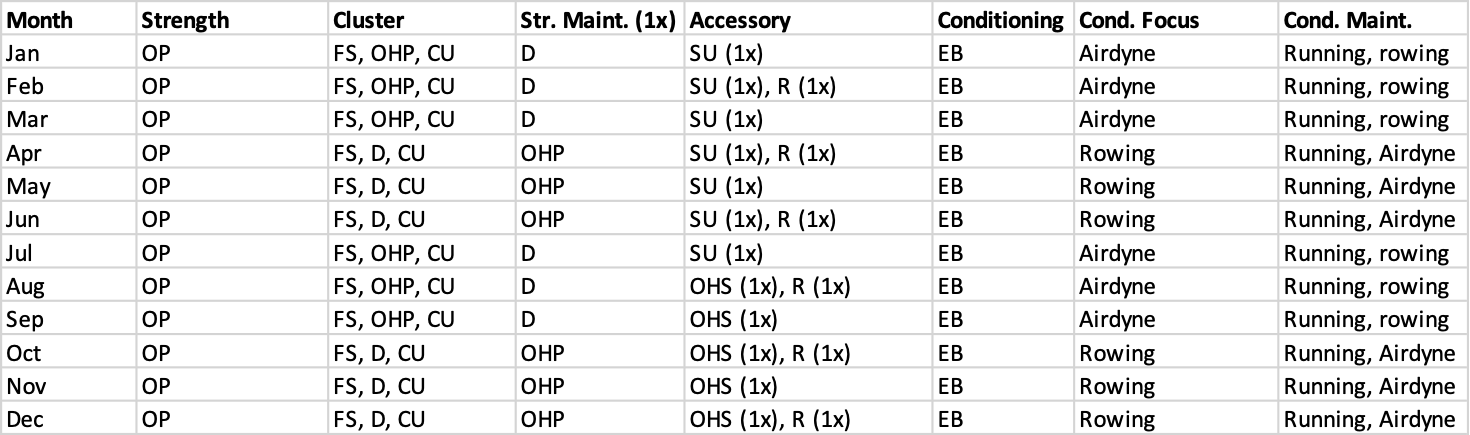 Month Strength Cluster Str. Maint. (1x) Accessory Conditioning Cond. Focus Cond. Maint.
Jan OP FS, OHP, CU D SU (1x) EB Airdyne Running, rowing
Feb OP FS, OHP, CU D SU (1x), R (1x) EB Airdyne Running, rowing
Mar OP FS, OHP, CU D SU (1x) EB Airdyne Running, rowing
Apr OP FS, D, CU OHP SU (1x), R (1x) EB Rowing Running, Airdyne
May OP FS, D, CU OHP SU (1x) EB Rowing Running, Airdyne
Jun OP FS, D, CU OHP SU (1x), R (1x) EB Rowing Running, Airdyne
Jul OP FS, OHP, CU D SU (1x) EB Airdyne Running, rowing
Aug OP FS, OHP, CU D OHS (1x), R (1x) EB Airdyne Running, rowing
Sep OP FS, OHP, CU D OHS (1x) EB Airdyne Running, rowing
Oct OP FS, D, CU OHP OHS (1x), R (1x) EB Rowing Running, Airdyne
Nov OP FS, D, CU OHP OHS (1x) EB Rowing Running, Airdyne
Dec OP FS, D, CU OHP OHS (1x), R (1x) EB Rowing Running, Airdyne